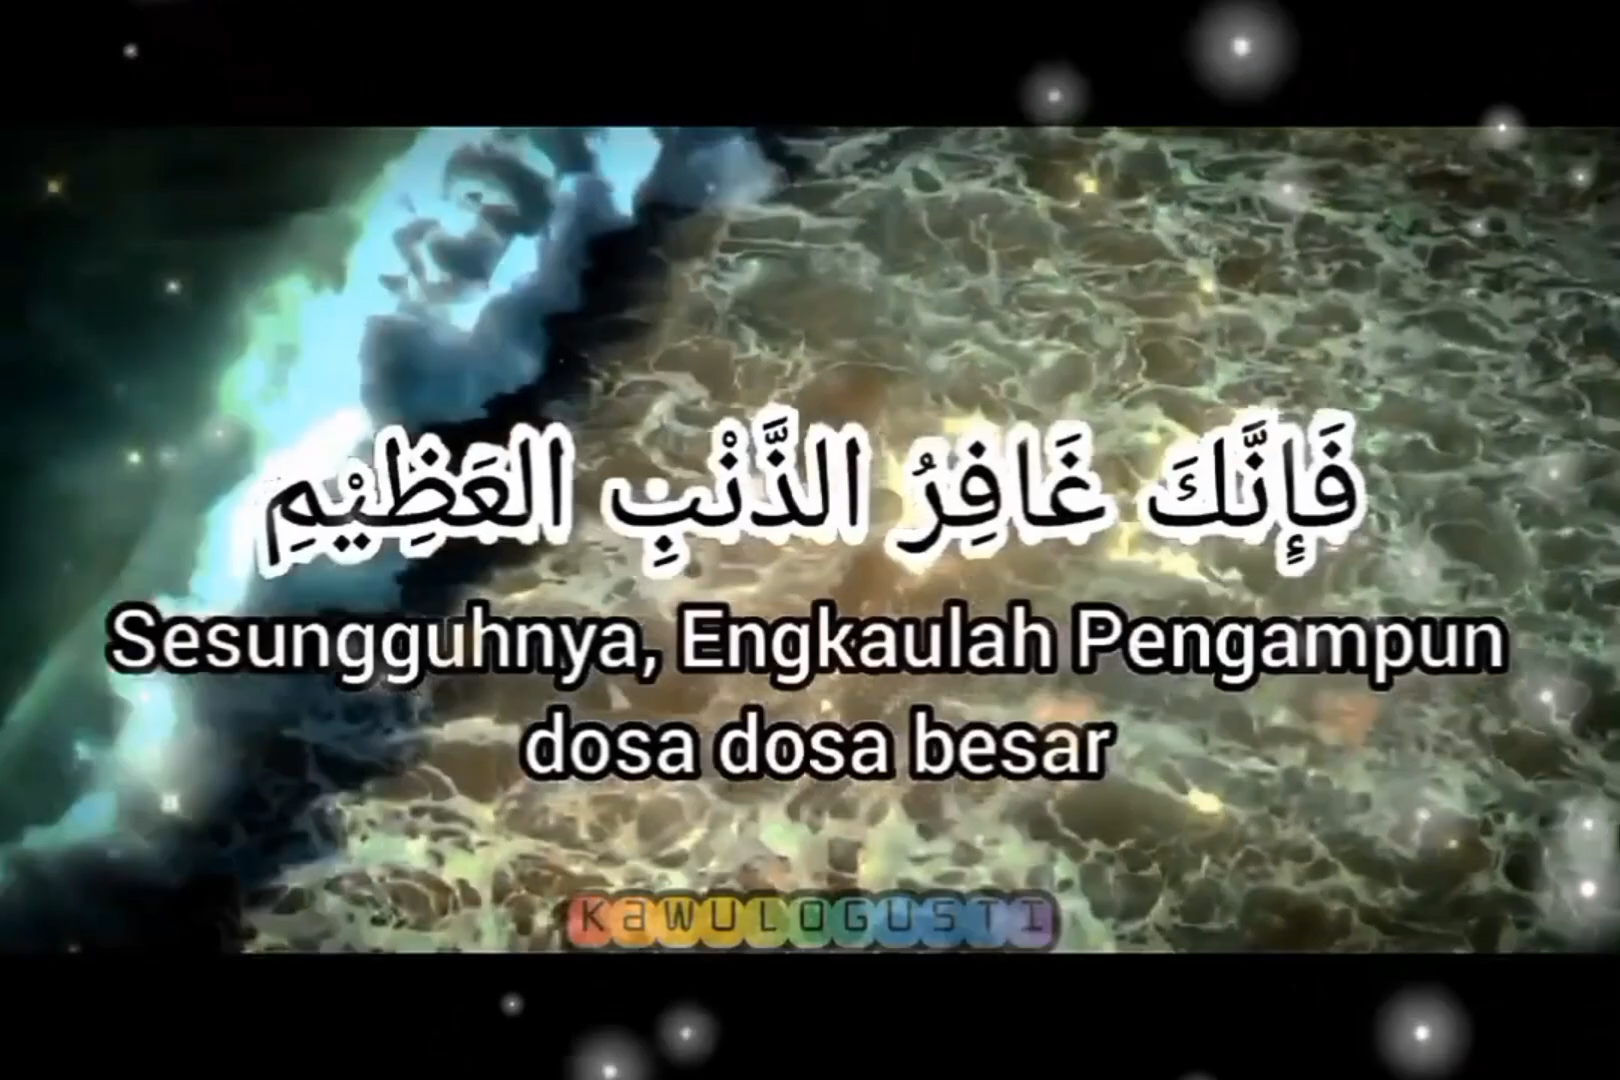 فَإِنَّكَ غَافِرُ الذَّنْبِ العَظِيْمِ
Sesungguhnya, Engkaulah Pengampun
dosa dosa besar
KaWULOGUSTI